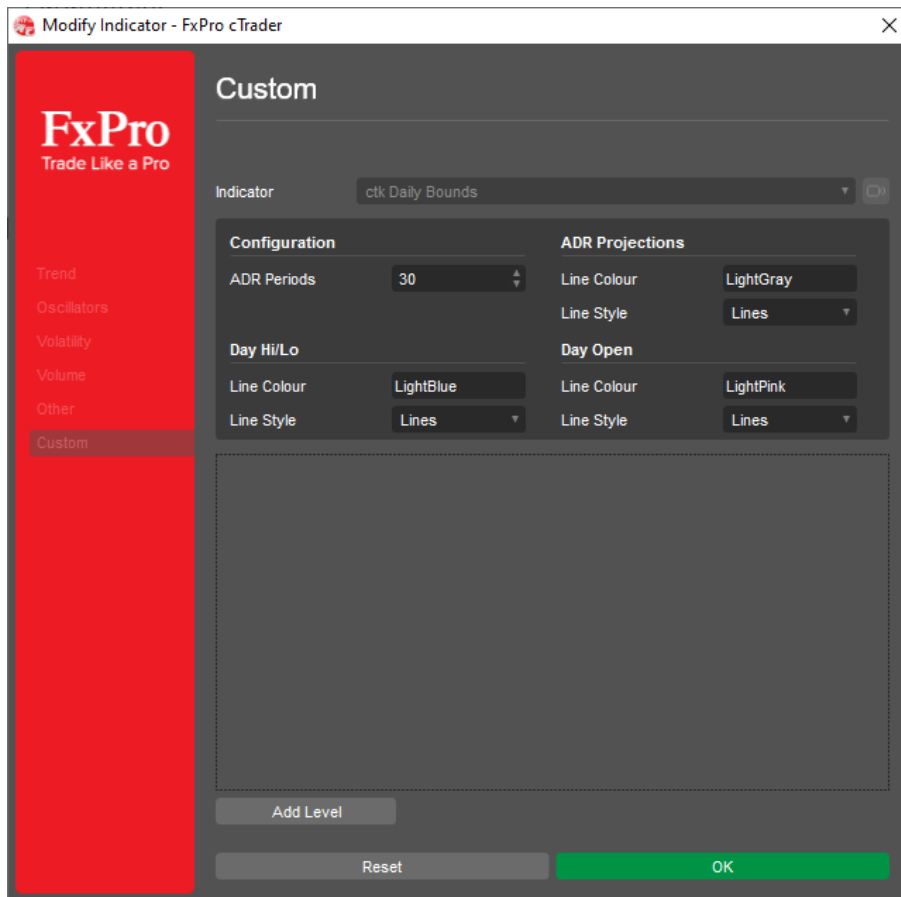 Modify Indicator - FxPro cTrader
FxPro
Trade Like a Pro
Trend
Oscillators
Volatility
Volume
Other
Custom
Custom
Indicator ctk Daily Bounds
Configuration
ADR Periods 30
ADR Projections
Line Colour LightGray
Line Style Lines
Day Hi/Lo
Line Colour LightBlue
Line Style Lines
Day Open
Line Colour LightPink
Line Style Lines
Add Level
Reset
OK